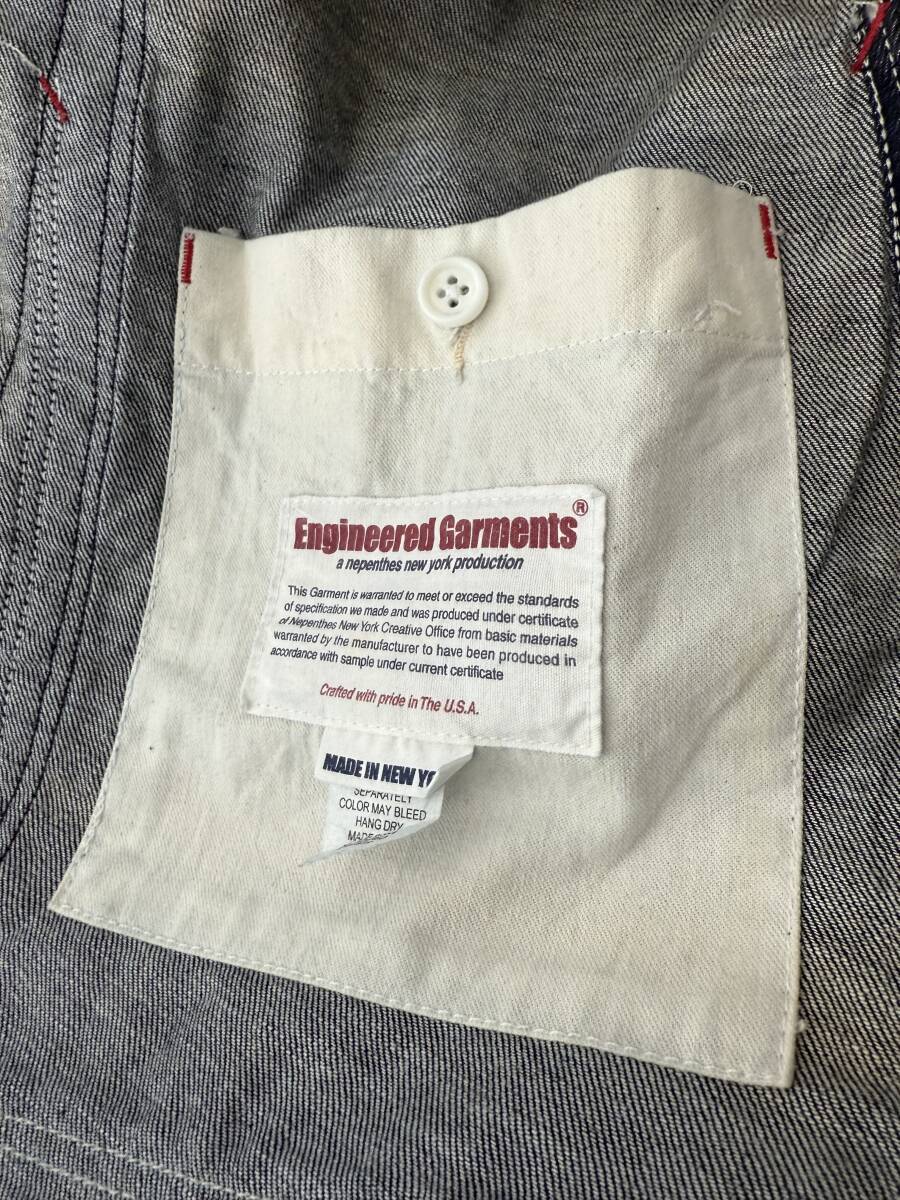 Engineered Garments®
a nepenthes new york production
This Garment is warranted to meet or exceed the standards
of specification we made and was produced under certificate
of Nepenthes New York Creative Office from basic materials
warranted by the manufacturer to have been produced in
accordance with sample under current certificate
Crafted with pride in The U.S.A.
MADE IN NEW
SEPARATELY
COLOR MAY BLEED
HANG DRY
MADE